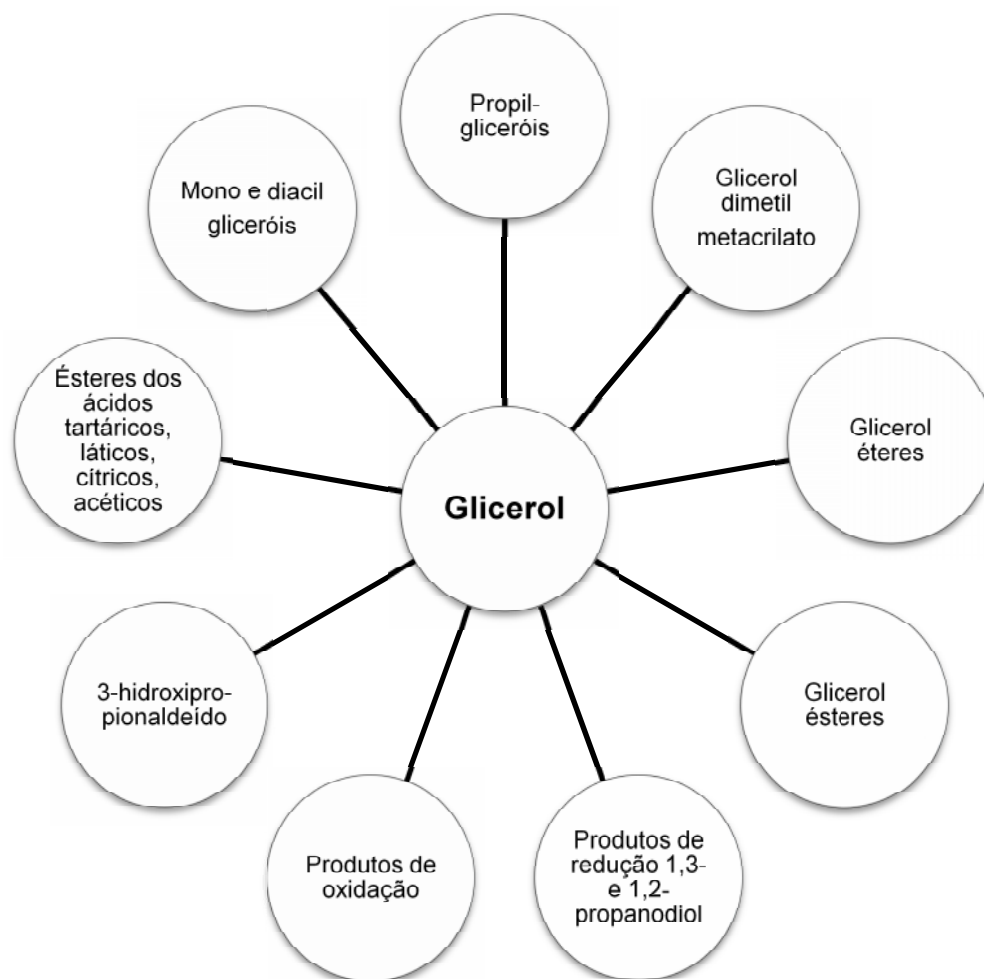 Propil-
gliceróis
Glicerol
dimetil
metacrilato
Glicerol
éteres
Glicerol
ésteres
Produtos de
redução 1,3-
e 1,2-
propanodiol
Produtos de
oxidação
3-hidroxipro-
pionaldeído
Ésteres dos
ácidos
tartáricos,
láticos,
cítricos,
acéticos
Mono e diacil
gliceróis
Glicerol